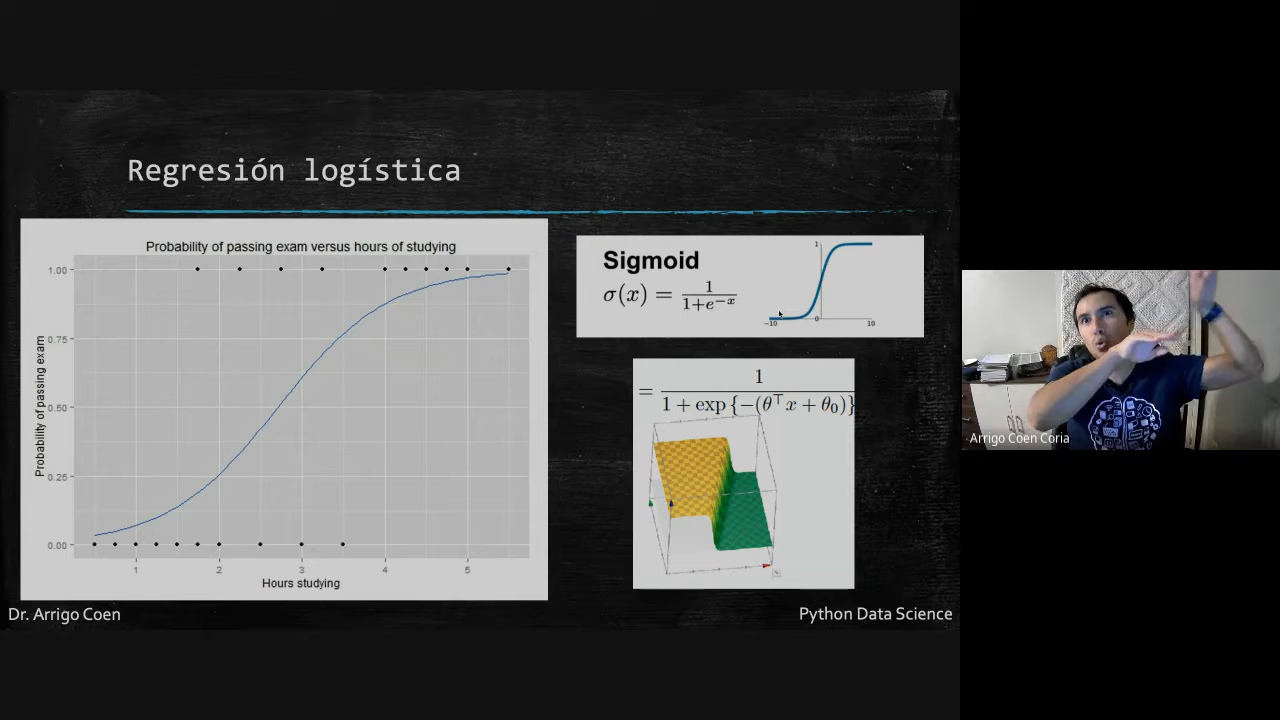 Regresión logística
Probability of passing exam versus hours of studying
Probability of passing exam
1.00
0.75
0.50
0.25
0.00
1 2 3 4 5
Hours studying
Sigmoid
σ(x) = 1 / 1+e^{-x}
1
0
-10 10
= 1 / 1 + exp {-(θ^⊤ x + θ_0)}
Dr. Arrigo Coen
Python Data Science
Arrigo Coen Coria